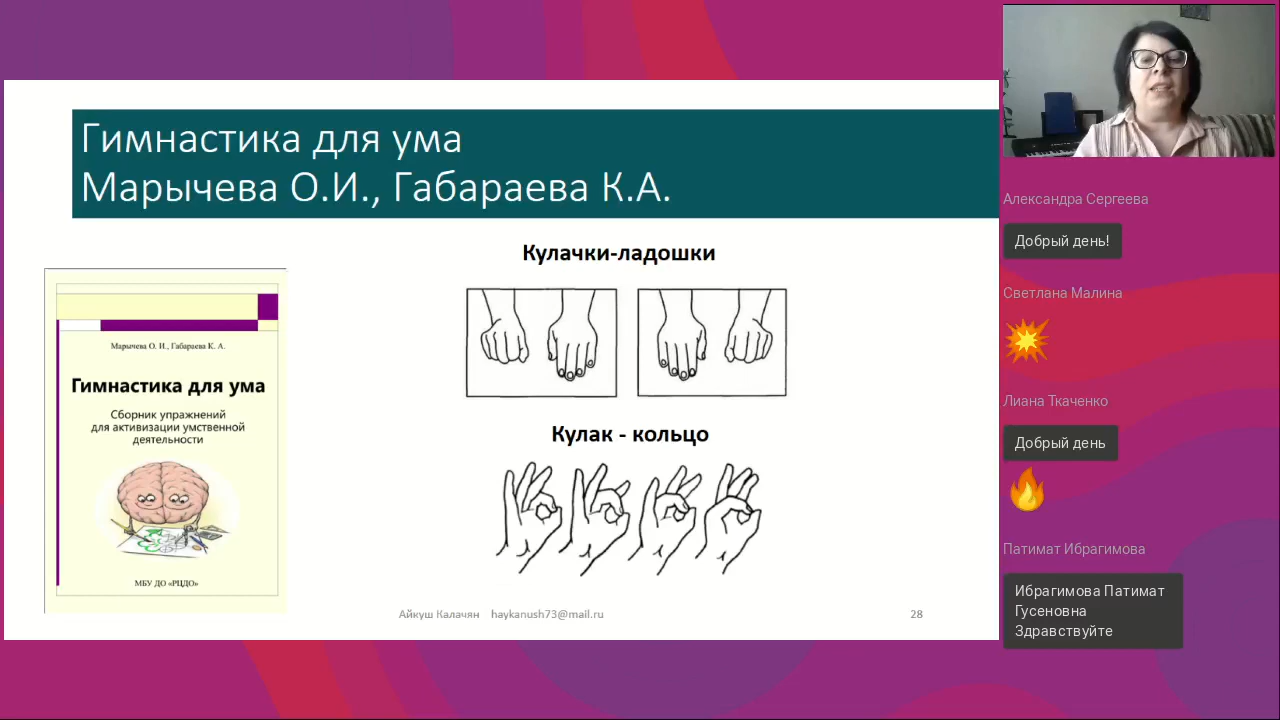 Гимнастика для ума
Марычева О.И., Габараева К.А.
Кулачки-ладошки
Марычева О. И., Габараева К. А.
Гимнастика для ума
Сборник упражнений
для активизации умственной
деятельности
МБУ ДО «РЦДО»
Кулак - кольцо
Айкуш Калачян haykanush73@mail.ru
28
Александра Сергеева
Добрый день!
Светлана Малина
Лиана Ткаченко
Добрый день
Патимат Ибрагимова
Ибрагимова Патимат
Гусеновна
Здравствуйте